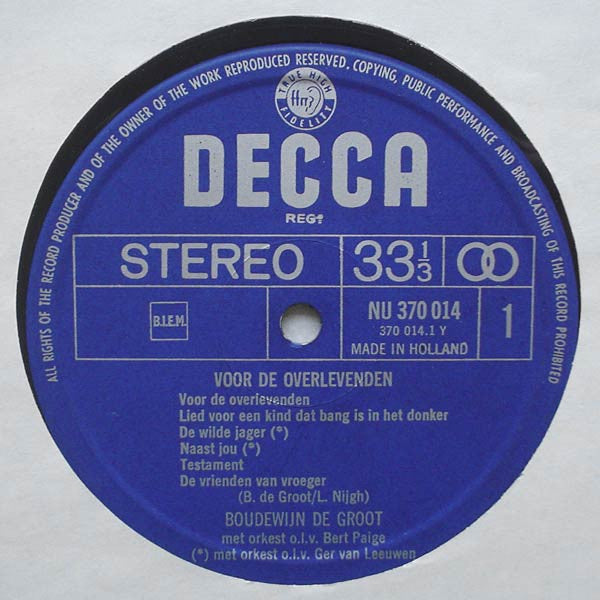 ALL RIGHTS OF THE RECORD PRODUCER AND OF THE OWNER OF THE WORK REPRODUCED RESERVED. COPYING, PUBLIC PERFORMANCE AND BROADCASTING OF THIS RECORD PROHIBITED
TRUE HIGH
FIDELITY
DECCA
REGD
STEREO 33 1/3
B.I.E.M. NU 370 014 1
370 014.1 Y
MADE IN HOLLAND
VOOR DE OVERLEVENDEN
Voor de overlevenden
Lied voor een kind dat bang is in het donker
De wilde jager (*)
Naast jou (*)
Testament
De vrienden van vroeger
(B. de Groot/L. Nijgh)
BOUDEWIJN DE GROOT
met orkest o.l.v. Bert Paige
(*) met orkest o.l.v. Ger van Leeuwen